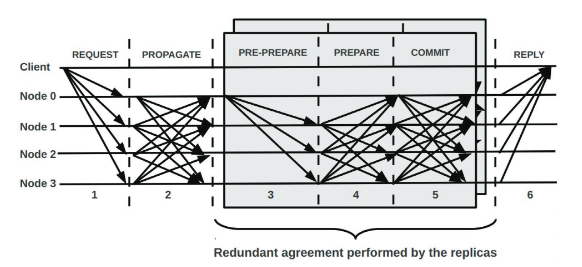 REQUEST PROPAGATE PRE-PREPARE PREPARE COMMIT REPLY
Client
Node 0
Node 1
Node 2
Node 3
1 2 3 4 5 6
Redundant agreement performed by the replicas